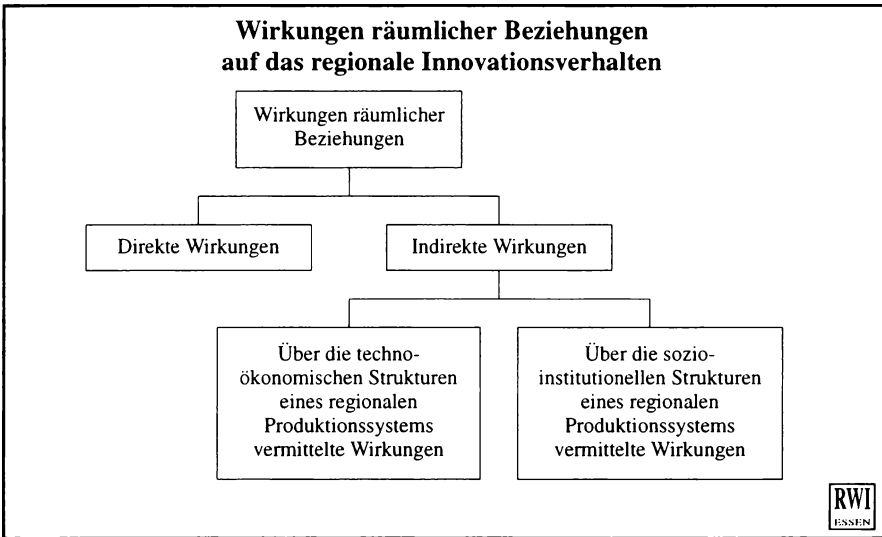 Wirkungen räumlicher Beziehungen
auf das regionale Innovationsverhalten
Wirkungen räumlicher
Beziehungen
Direkte Wirkungen
Indirekte Wirkungen
Über die techno-
ökonomischen Strukturen
eines regionalen
Produktionssystems
vermittelte Wirkungen
Über die sozio-
institutionellen Strukturen
eines regionalen
Produktionssystems
vermittelte Wirkungen
RWI
ESSEN